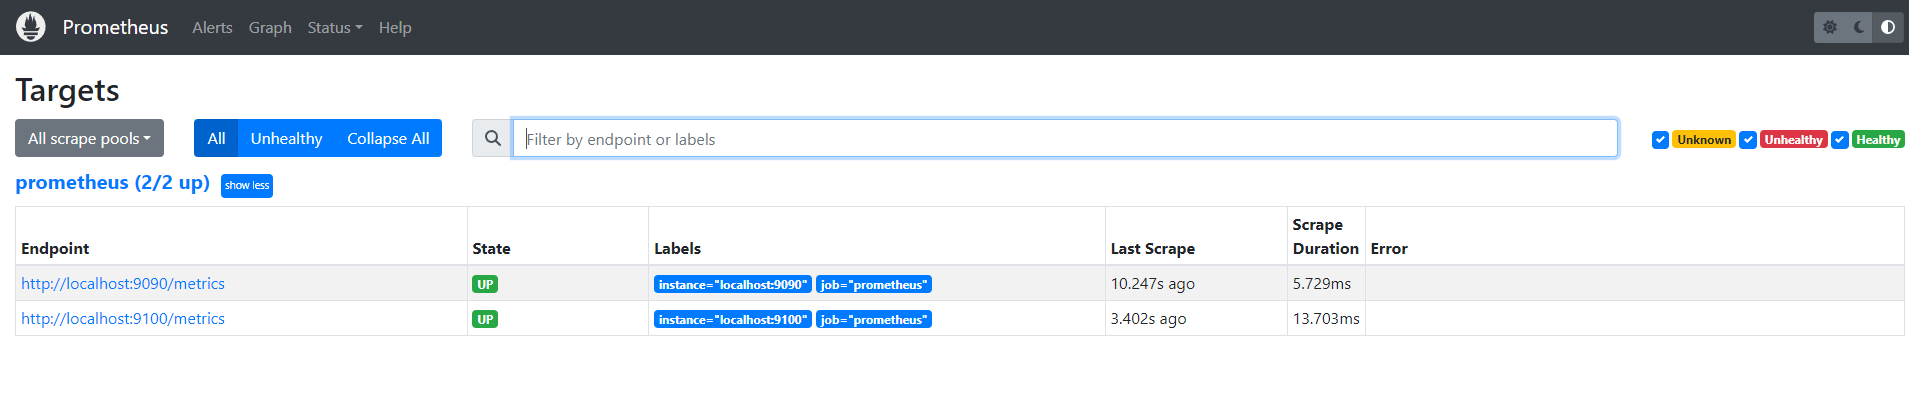 Prometheus Alerts Graph Status Help
Targets
All scrape pools All Unhealthy Collapse All Filter by endpoint or labels Unknown Unhealthy Healthy
prometheus (2/2 up) show less
Endpoint State Labels Last Scrape Scrape Duration Error
http://localhost:9090/metrics UP instance="localhost:9090" job="prometheus" 10.247s ago 5.729ms
http://localhost:9100/metrics UP instance="localhost:9100" job="prometheus" 3.402s ago 13.703ms